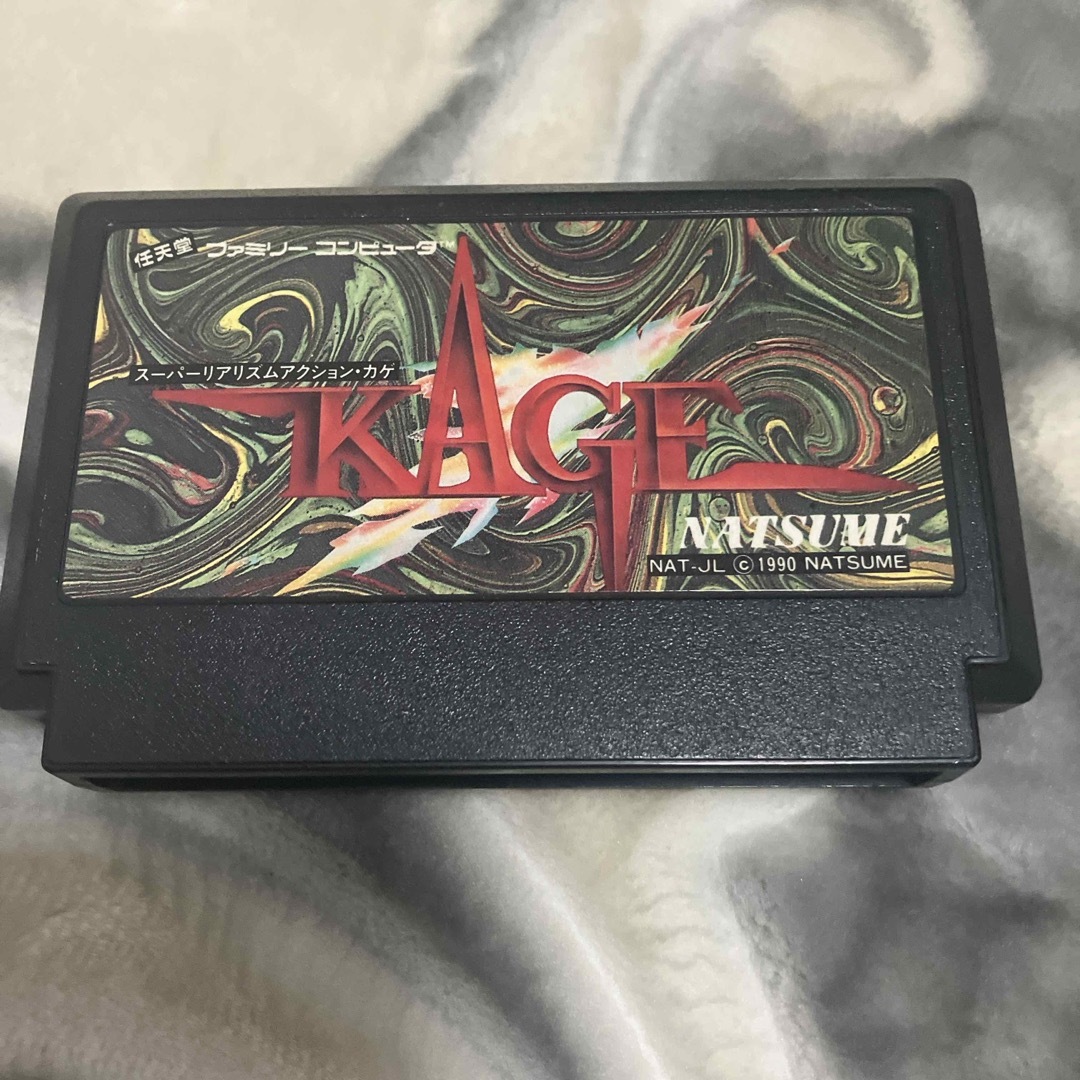 任天堂 ファミリー コンピュータ™
スーパーリアリズムアクション・カゲ
KAGE
NATSUME
NAT-JL © 1990 NATSUME